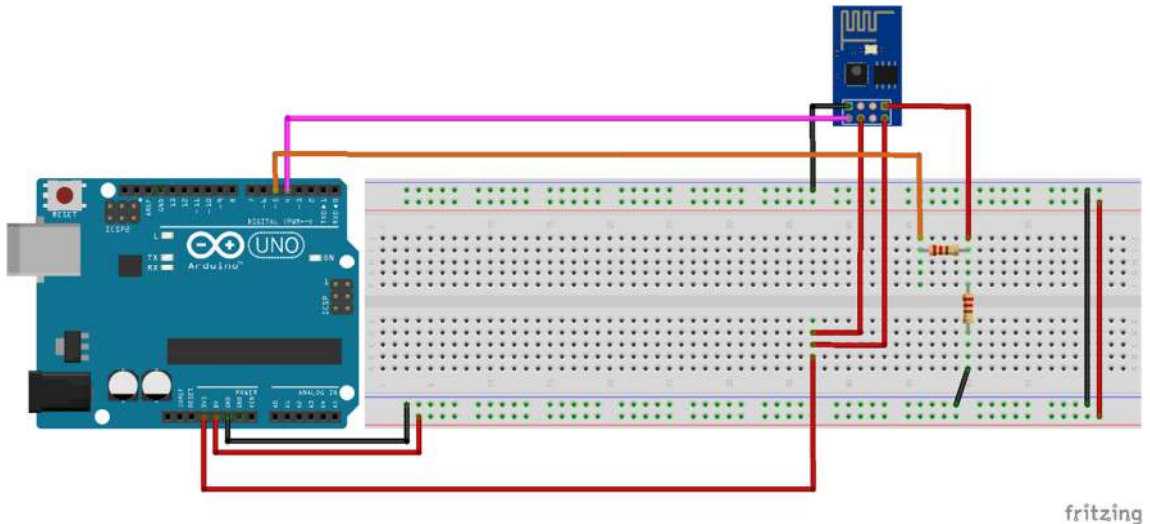 RESET
ICSP2
AREF
GND
13
12
~11
~10
~9
8
7
~6
~5
4
~3
2
TX→1
RX←0
DIGITAL (PWM~)
L
TX
RX
UNO
Arduino™
ON
1
ICSP
IOREF
RESET
3V3
5V
GND
GND
VIN
POWER
ANALOG IN
A0
A1
A2
A3
A4
A5
fritzing